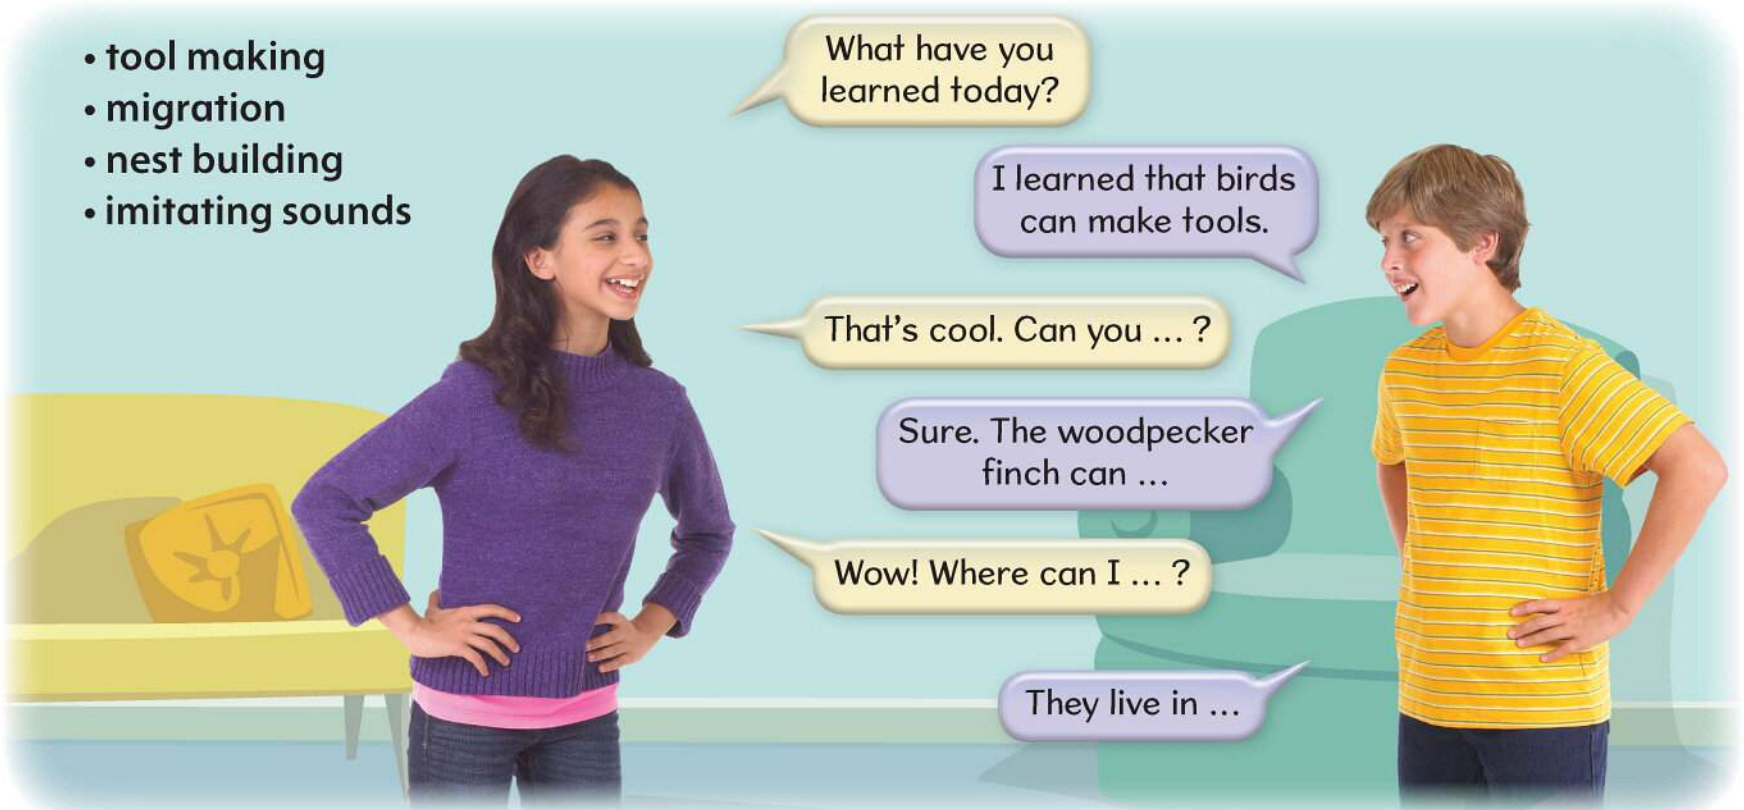 • tool making
• migration
• nest building
• imitating sounds
What have you
learned today?
I learned that birds
can make tools.
That's cool. Can you ... ?
Sure. The woodpecker
finch can ...
Wow! Where can I ... ?
They live in ...